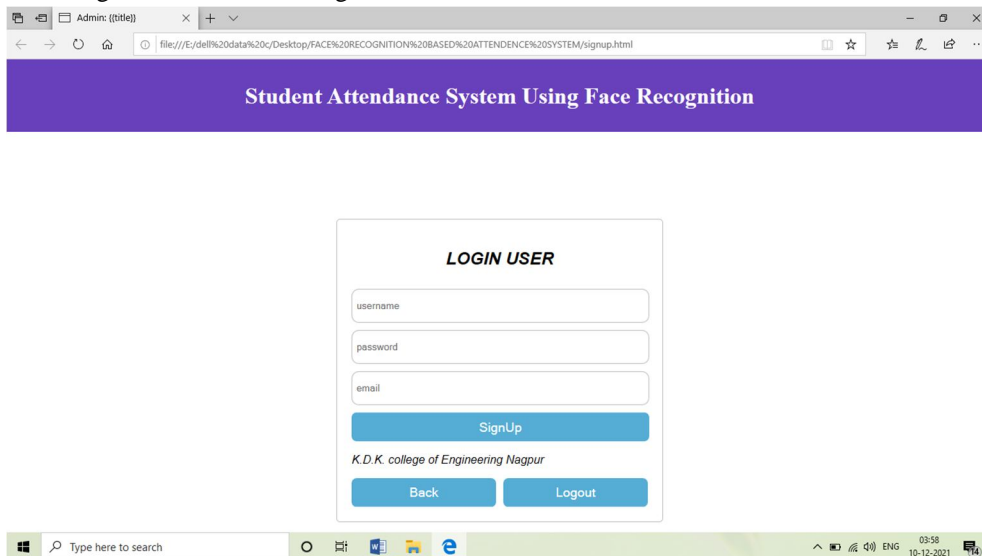 Admin: {{title}}
file:///E:/dell%20data%20c/Desktop/FACE%20RECOGNITION%20BASED%20ATTENDENCE%20SYSTEM/signup.html
Student Attendance System Using Face Recognition
LOGIN USER
username
password
email
SignUp
K.D.K. college of Engineering Nagpur
Back Logout
Type here to search
ENG
03:58
10-12-2021
14